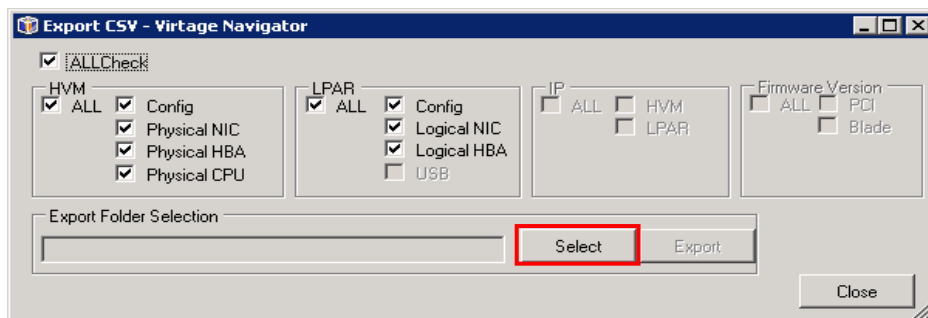 Export CSV - Virtage Navigator
ALLCheck
HVM LPAR IP Firmware Version
ALL Config ALL Config ALL HVM ALL PCI
Physical NIC Logical NIC LPAR Blade
Physical HBA Logical HBA
Physical CPU USB
Export Folder Selection
Select Export
Close